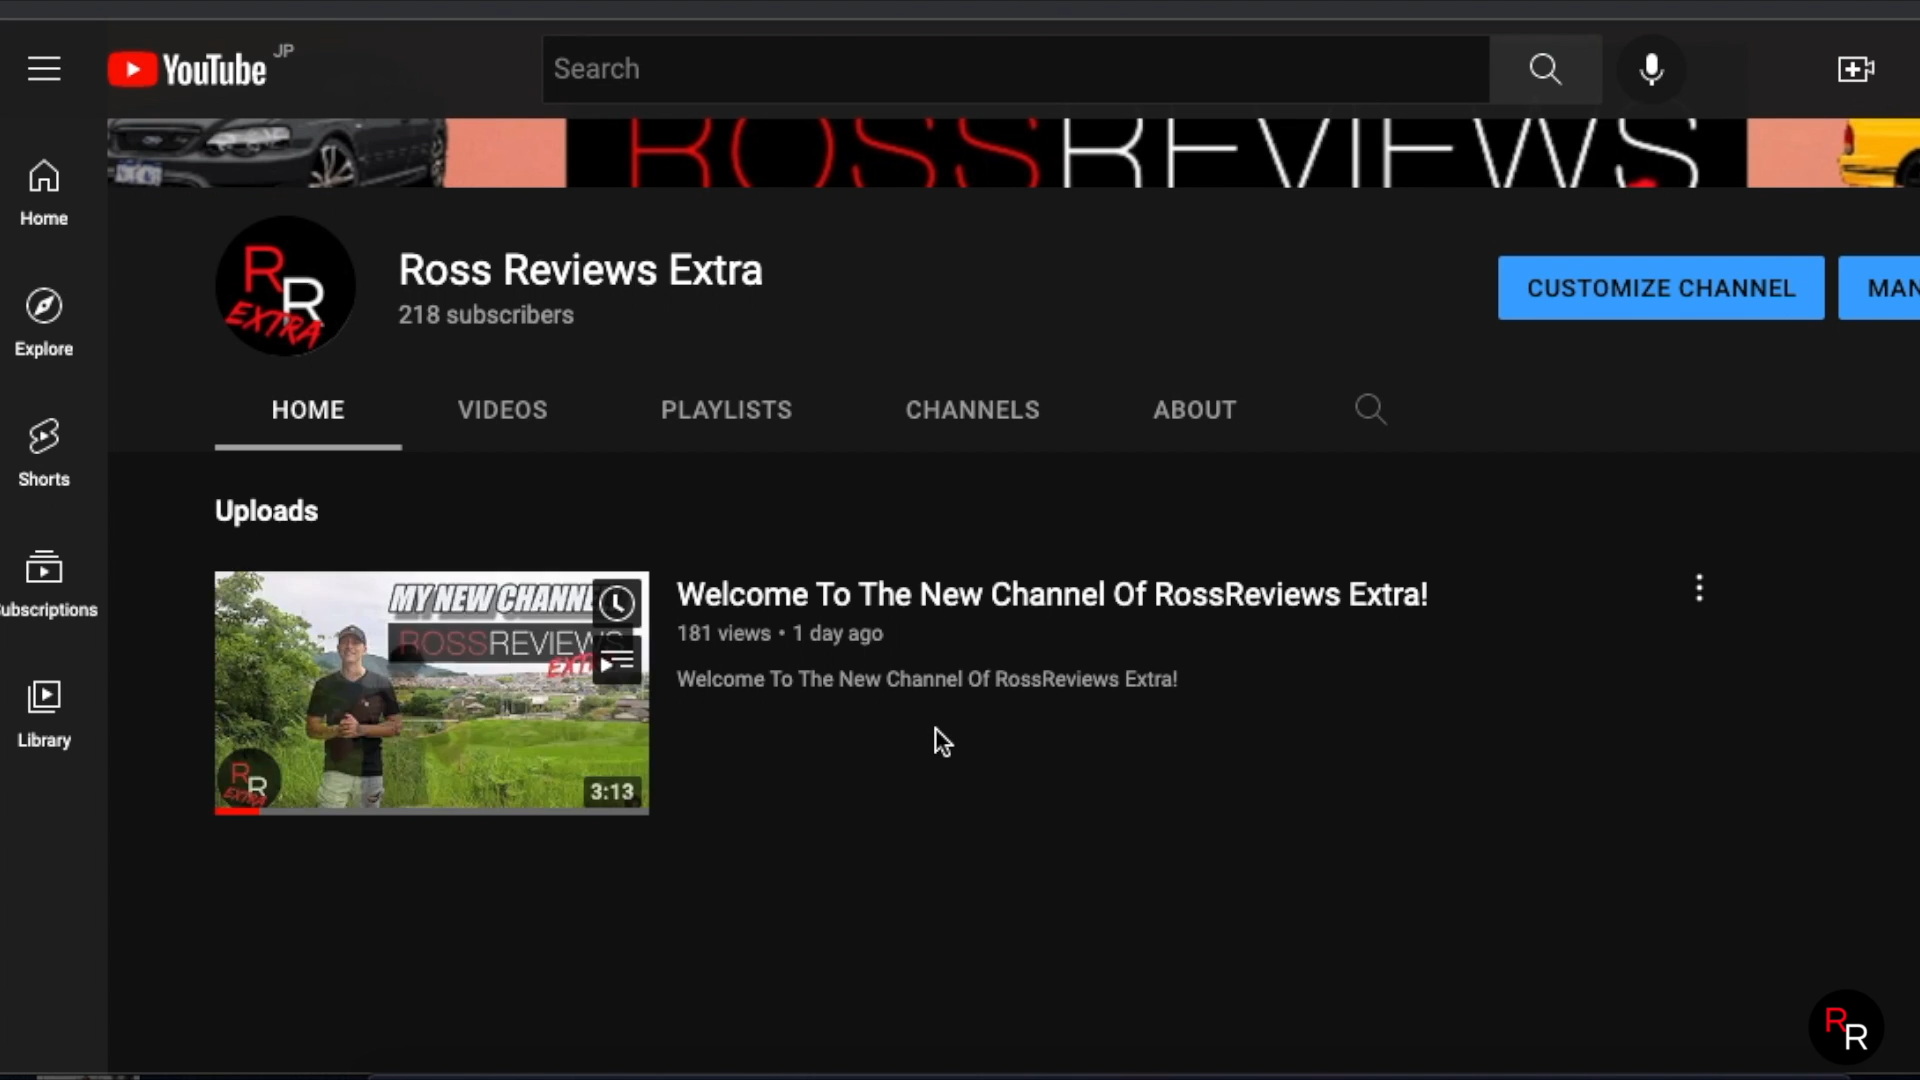 YouTube JP
Search
ROSSREVIEWS
Home
Explore
Shorts
ubscriptions
Library
RR
EXTRA
Ross Reviews Extra
218 subscribers
CUSTOMIZE CHANNEL
MAN
HOME
VIDEOS
PLAYLISTS
CHANNELS
ABOUT
Uploads
MY NEW CHANNE
ROSSREVIEWS
EXT
RR
EXTRA
3:13
Welcome To The New Channel Of RossReviews Extra!
181 views • 1 day ago
Welcome To The New Channel Of RossReviews Extra!
RR